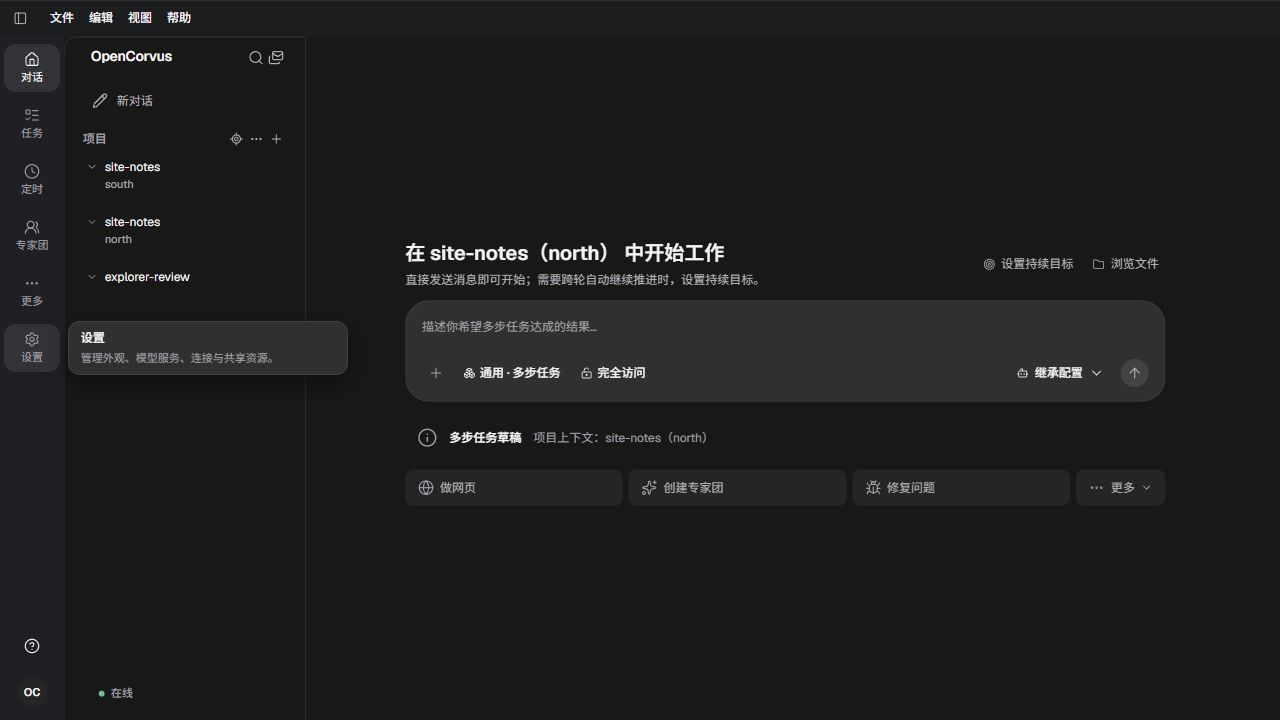 文件 编辑 视图 帮助
对话
任务
定时
专家团
更多
设置
OC
OpenCorvus
新对话
项目
site-notes
south
site-notes
north
explorer-review
设置
管理外观、模型服务、连接与共享资源。
在线
在 site-notes（north） 中开始工作
直接发送消息即可开始；需要跨轮自动继续推进时，设置持续目标。
设置持续目标 浏览文件
描述你希望多步任务达成的结果...
通用 · 多步任务 完全访问 继承配置
多步任务草稿 项目上下文：site-notes（north）
做网页 创建专家团 修复问题 更多